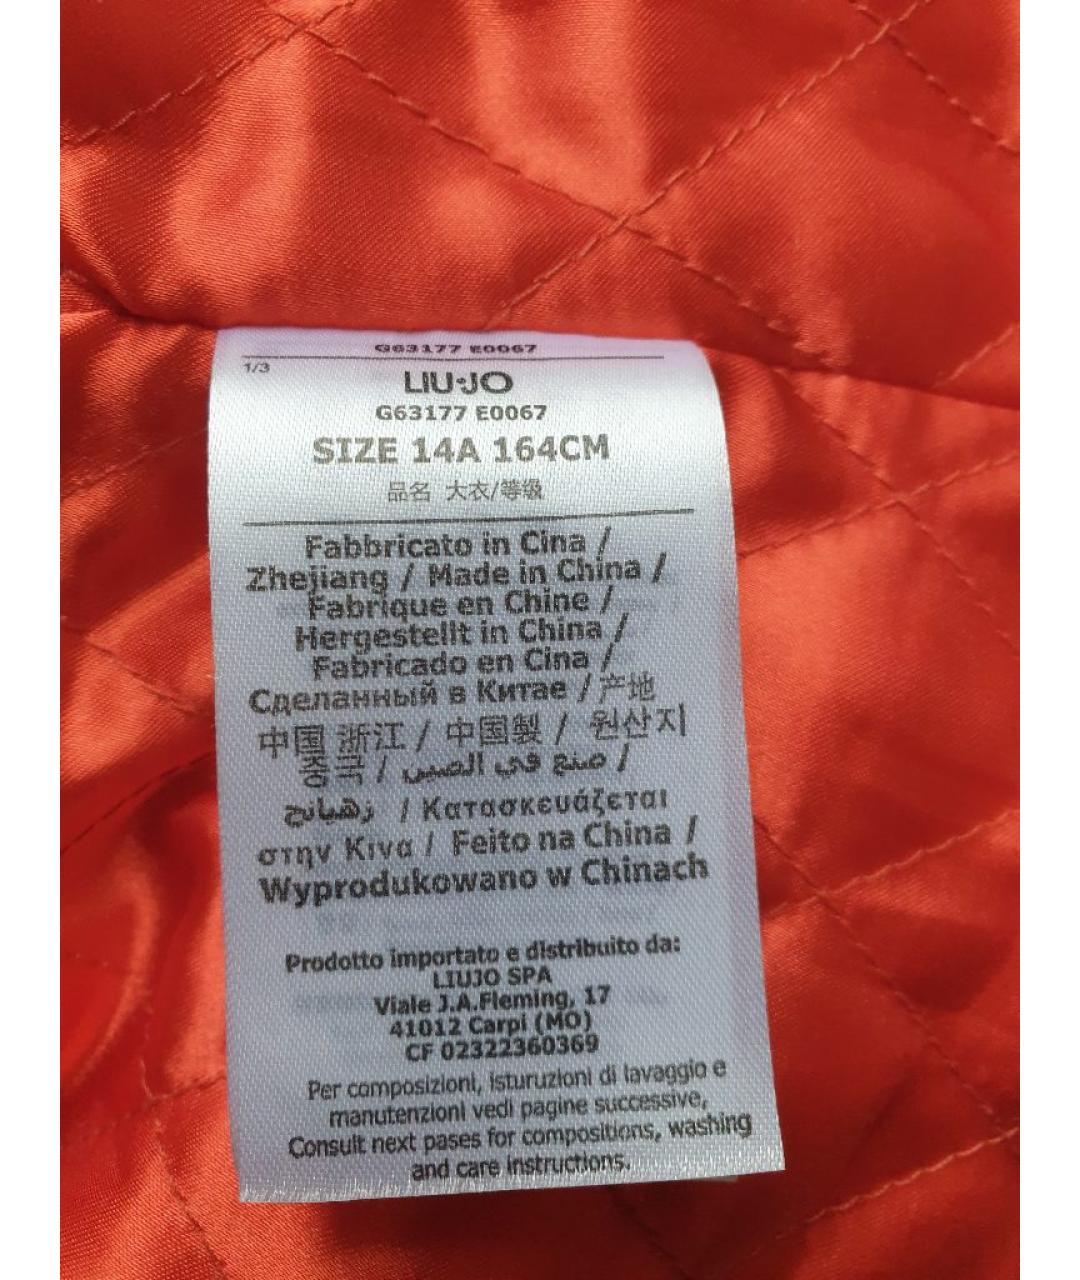 G63177 E0067
1/3
LIU·JO
G63177 E0067
SIZE 14A 164CM
品名 大衣/等级
Fabbricato in Cina /
Zhejiang / Made in China /
Fabrique en Chine /
Hergestellt in China /
Fabricado en Cina /
Сделанный в Китае / 产地
中国 浙江 / 中国製 / 원산지
중국 / صنع في الصين /
زهيانج / Κατασκευάζεται
στην Κινα / Feito na China /
Wyprodukowano w Chinach
Prodotto importato e distribuito da:
LIUJO SPA
Viale J.A.Fleming, 17
41012 Carpi (MO)
CF 02322360369
Per composizioni, isturuzioni di lavaggio e
manutenzioni vedi pagine successive,
Consult next pases for compositions, washing
and care instructions.